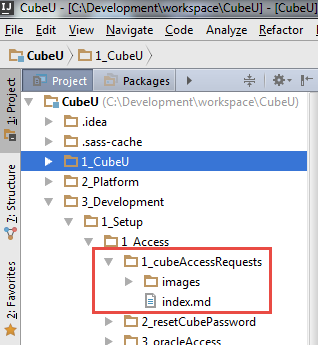 CubeU - [C:\Development\workspace\CubeU] - [CubeU]
File Edit View Navigate Code Analyze Refactor
CubeU 1_CubeU
1: Project
7: Structure
Favorites
Project Packages
CubeU (C:\Development\workspace\CubeU)
.idea
.sass-cache
1_CubeU
2_Platform
3_Development
1_Setup
1_Access
1_cubeAccessRequests
images
index.md
2_resetCubePassword
3_oracleAccess